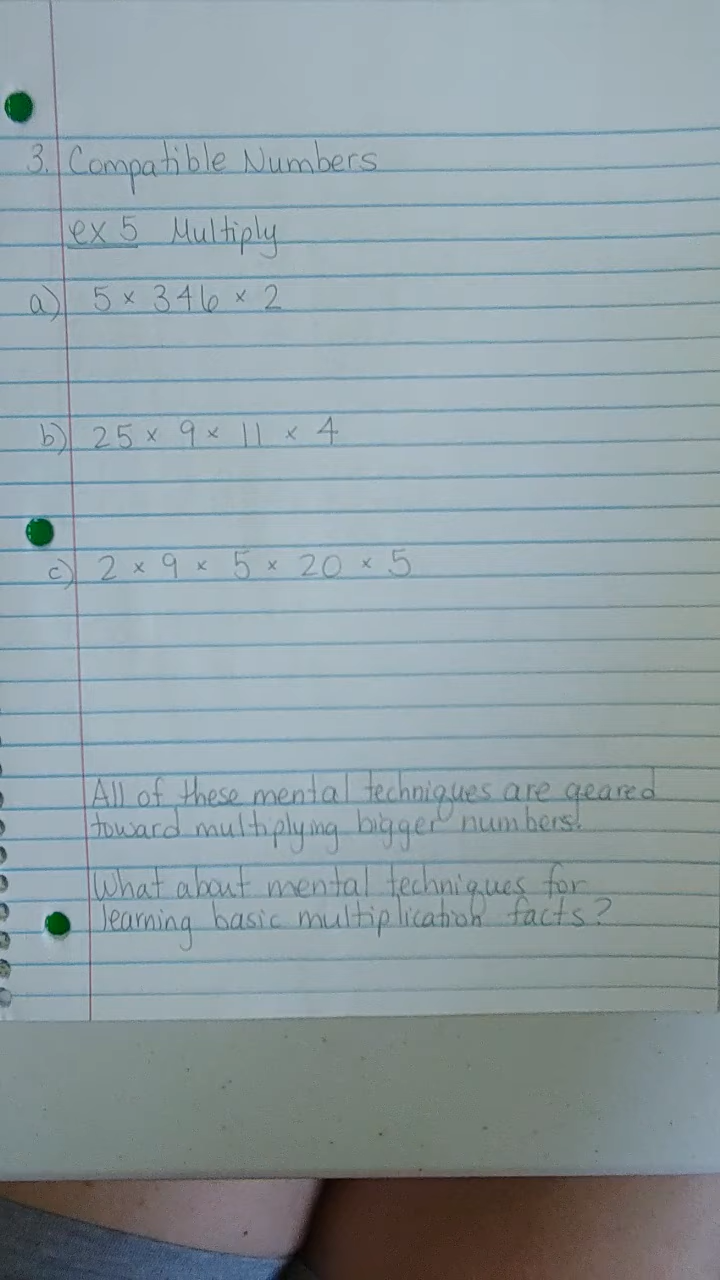 3. Compatible Numbers
ex 5 Multiply
a) 5 × 346 × 2
b) 25 × 9 × 11 × 4
c) 2 × 9 × 5 × 20 × 5
All of these mental techniques are geared
toward multiplying bigger numbers.
What about mental techniques for
learning basic multiplication facts?